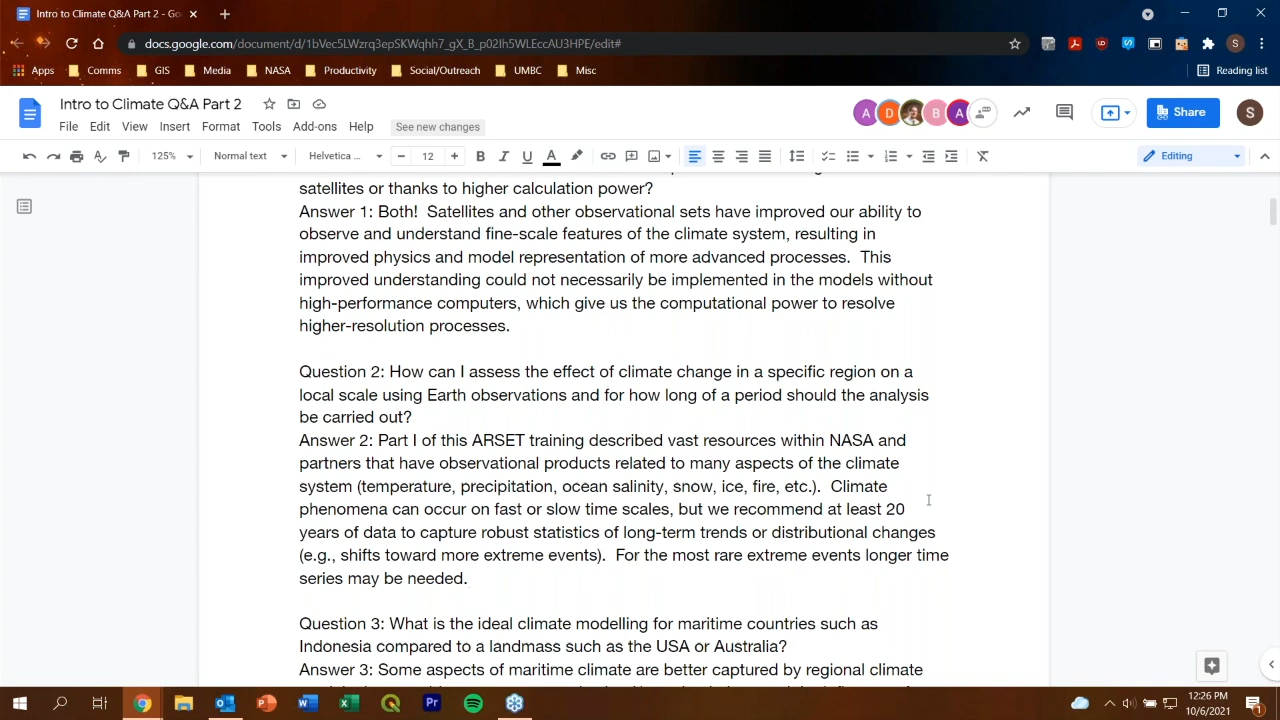 Intro to Climate Q&A Part 2 - Go
docs.google.com/document/d/1bVec5LWzrq3epSKWqhh7_gX_B_p02Ih5WLEccAU3HPE/edit#
S
Apps Comms GIS Media NASA Productivity Social/Outreach UMBC Misc Reading list
Intro to Climate Q&A Part 2
File Edit View Insert Format Tools Add-ons Help See new changes
A D B A Share S
125% Normal text Helvetica ... 12 B I U A Editing
satellites or thanks to higher calculation power?
Answer 1: Both!  Satellites and other observational sets have improved our ability to
observe and understand fine-scale features of the climate system, resulting in
improved physics and model representation of more advanced processes.  This
improved understanding could not necessarily be implemented in the models without
high-performance computers, which give us the computational power to resolve
higher-resolution processes.
Question 2: How can I assess the effect of climate change in a specific region on a
local scale using Earth observations and for how long of a period should the analysis
be carried out?
Answer 2: Part I of this ARSET training described vast resources within NASA and
partners that have observational products related to many aspects of the climate
system (temperature, precipitation, ocean salinity, snow, ice, fire, etc.).  Climate
phenomena can occur on fast or slow time scales, but we recommend at least 20
years of data to capture robust statistics of long-term trends or distributional changes
(e.g., shifts toward more extreme events).  For the most rare extreme events longer time
series may be needed.
Question 3: What is the ideal climate modelling for maritime countries such as
Indonesia compared to a landmass such as the USA or Australia?
Answer 3: Some aspects of maritime climate are better captured by regional climate
12:26 PM
10/6/2021